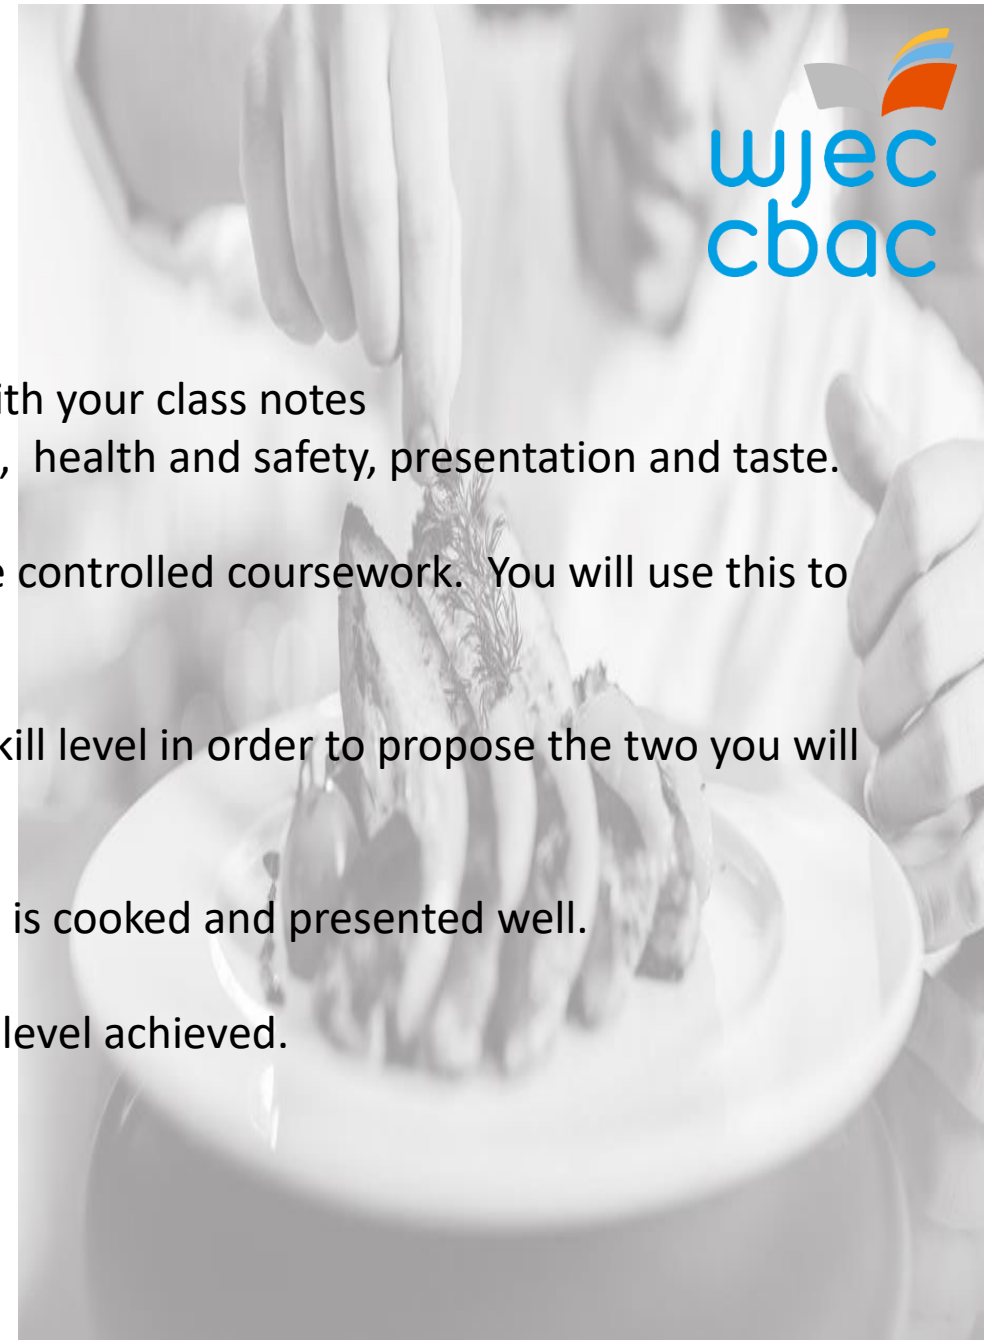 wjec
cbac
ith your class notes
, health and safety, presentation and taste.
e controlled coursework. You will use this to
kill level in order to propose the two you will
is cooked and presented well.
level achieved.